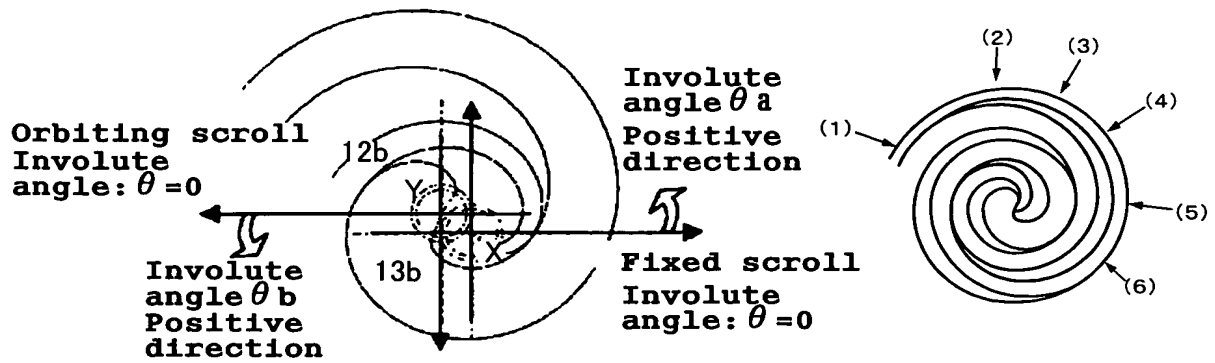 Orbiting scroll
Involute
angle: θ=0
12b
Y
X
13b
Involute
angle θ b
Positive
direction
Involute
angle θ a
Positive
direction
Fixed scroll
Involute
angle: θ=0
(1)
(2)
(3)
(4)
(5)
(6)